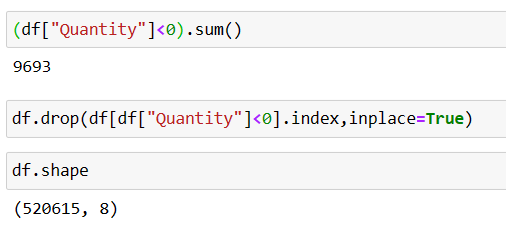 (df["Quantity"]<0).sum()
9693
df.drop(df[df["Quantity"]<0].index,inplace=True)
df.shape
(520615, 8)